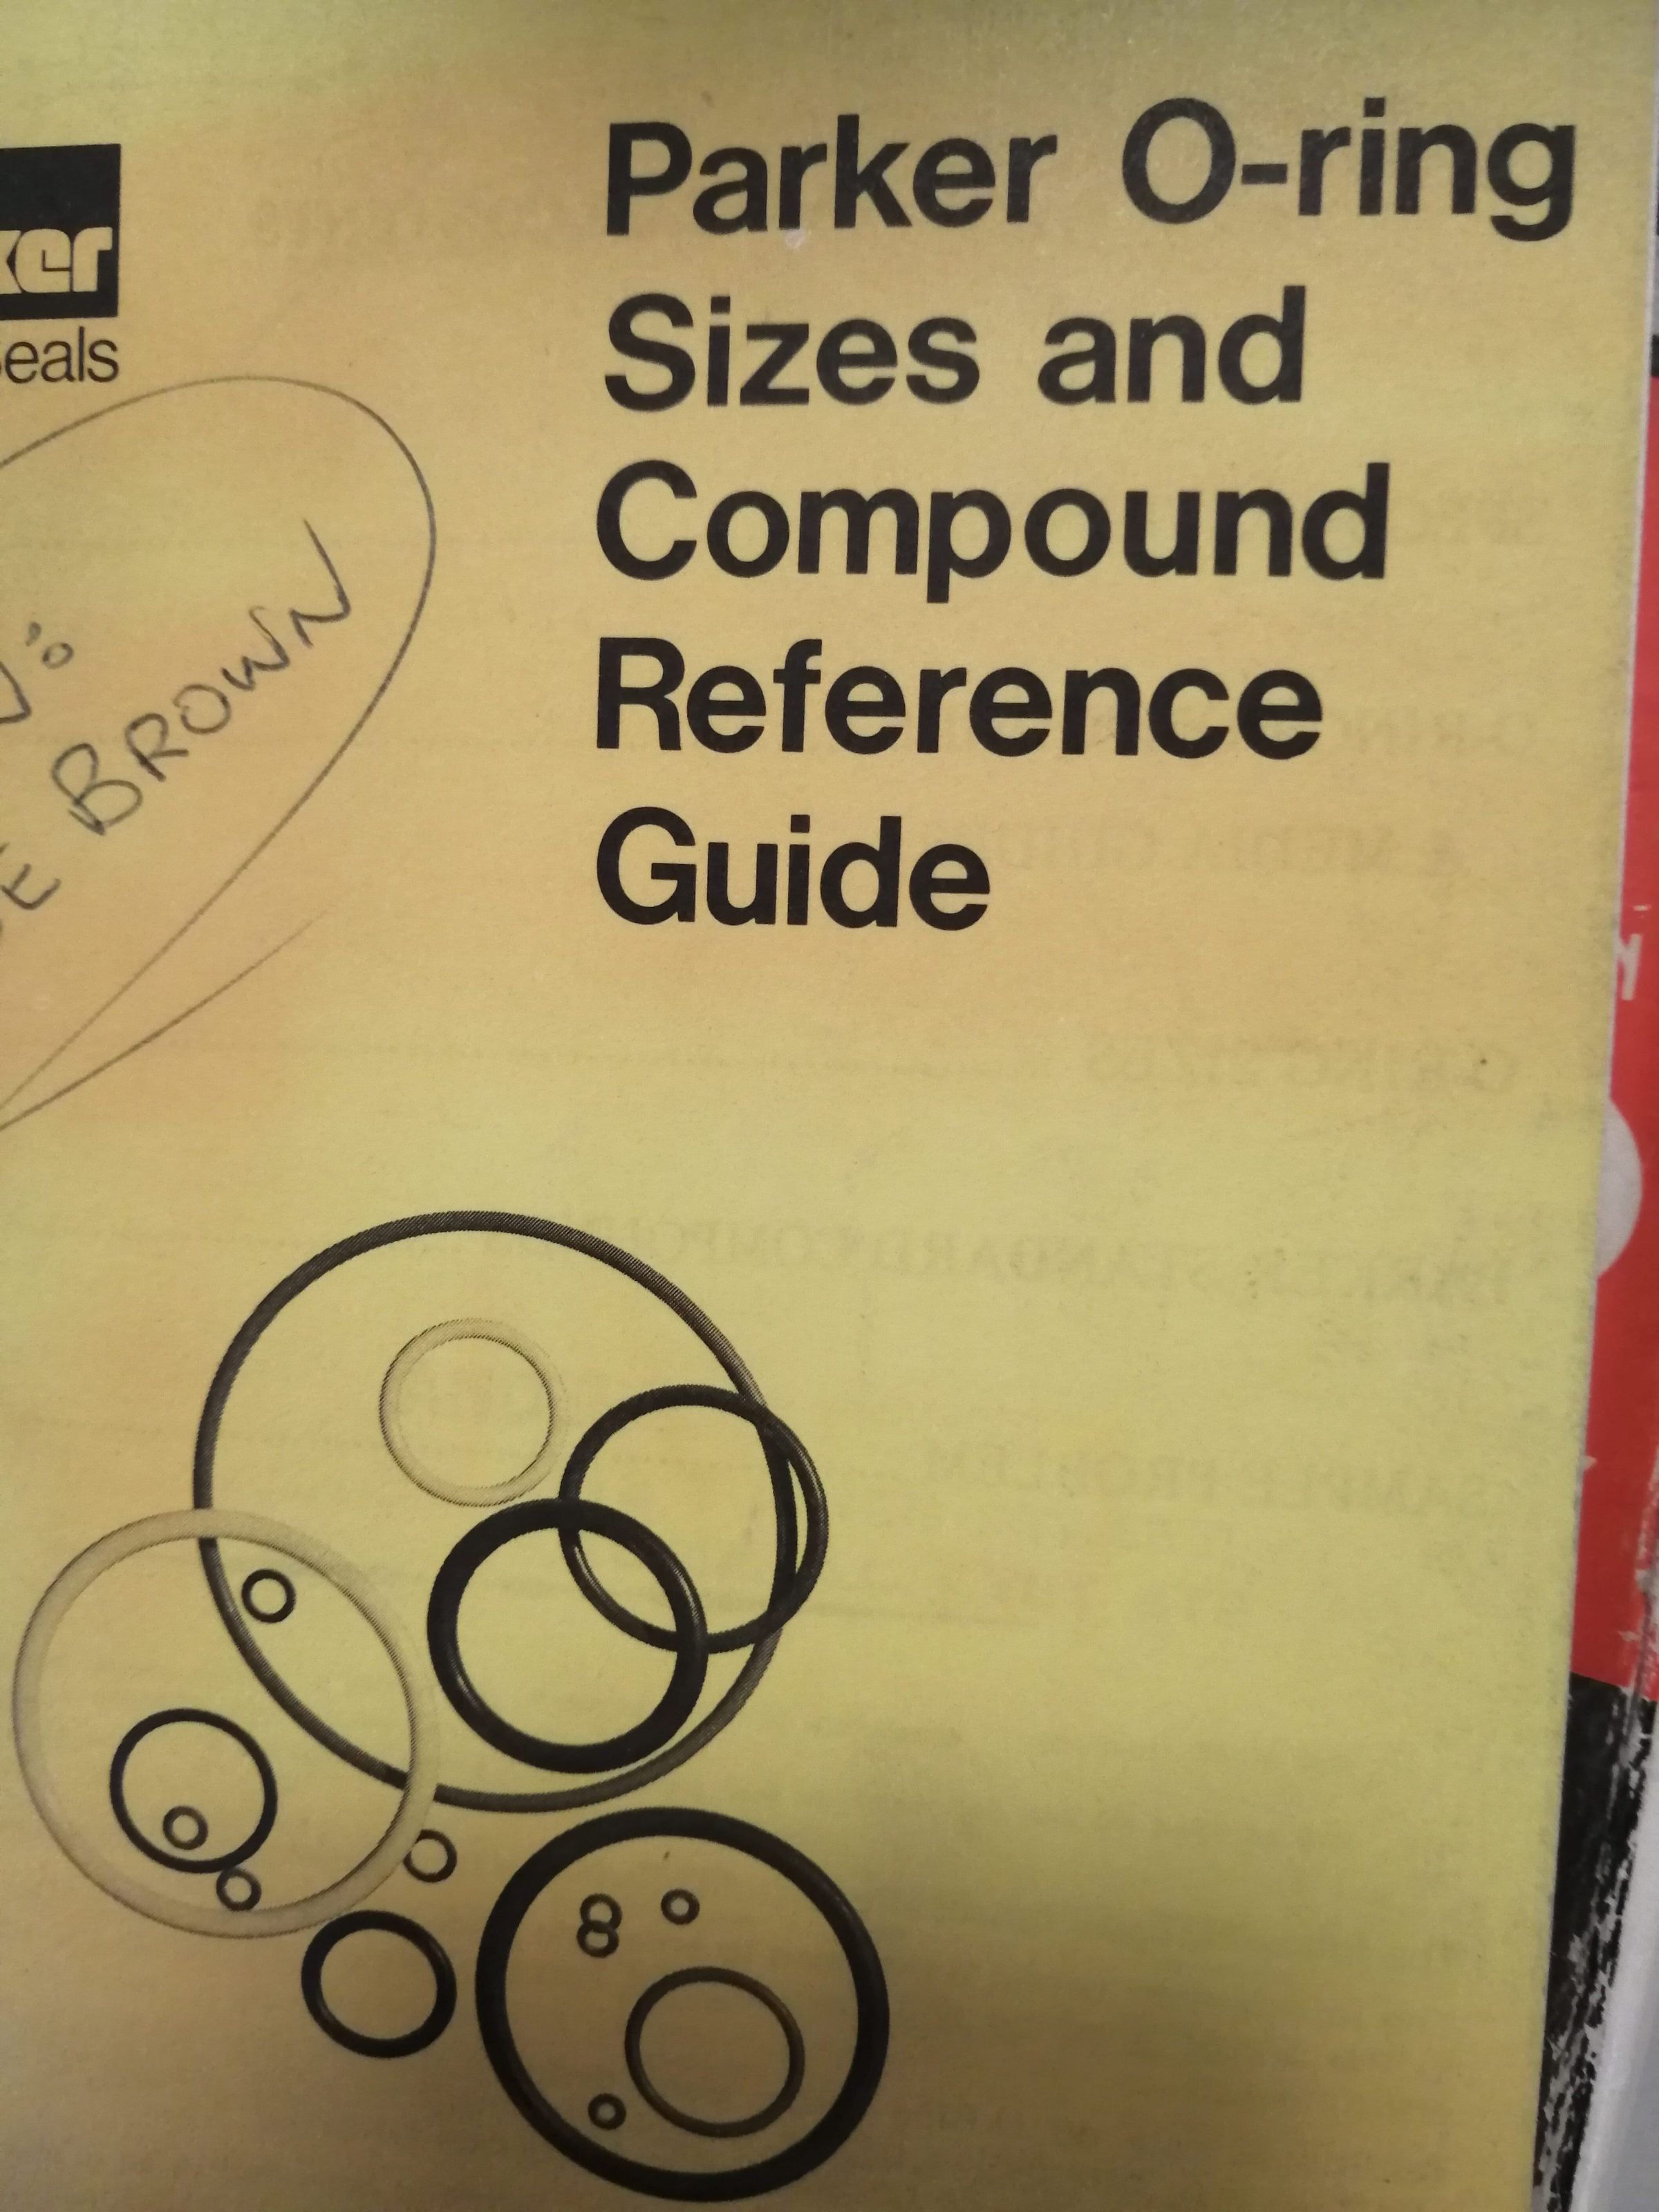 Parker O-ring
Sizes and
Compound
Reference
Guide
ker
eals
BROWN